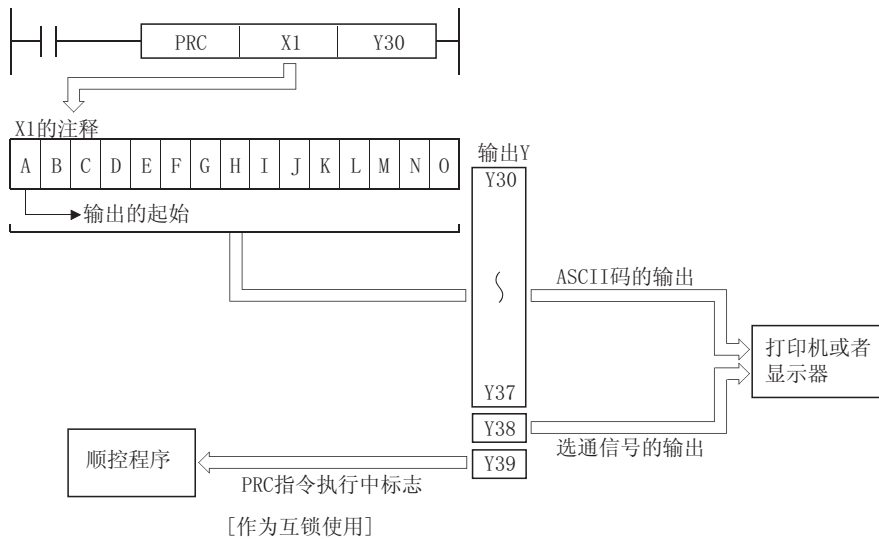 PRC X1 Y30
X1的注释
A B C D E F G H I J K L M N O
输出的起始
输出Y
Y30
Y37
Y38
Y39
ASCII码的输出
打印机或者
显示器
选通信号的输出
顺控程序
PRC指令执行中标志
[作为互锁使用]